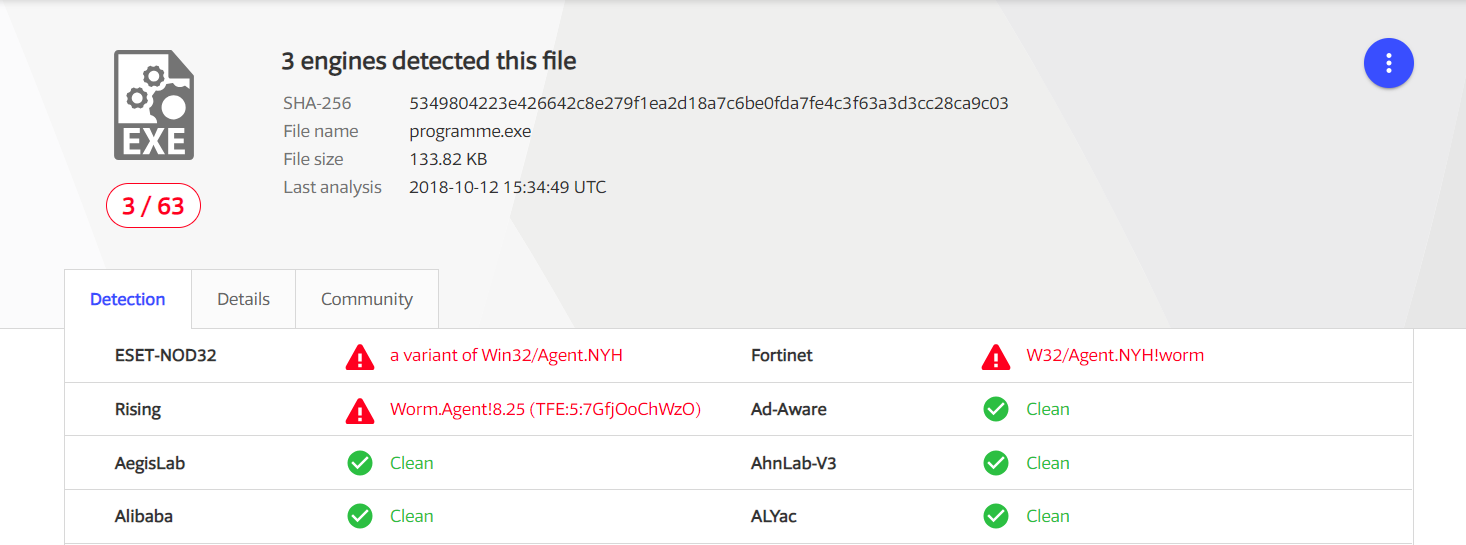 3 engines detected this file
SHA-256 5349804223e426642c8e279f1ea2d18a7c6be0fda7fe4c3f63a3d3cc28ca9c03
File name programme.exe
File size 133.82 KB
Last analysis 2018-10-12 15:34:49 UTC
EXE
3 / 63
Detection Details Community
ESET-NOD32 a variant of Win32/Agent.NYH Fortinet W32/Agent.NYH!worm
Rising Worm.Agent!8.25 (TFE:5:7GfjOoChWzO) Ad-Aware Clean
AegisLab Clean AhnLab-V3 Clean
Alibaba Clean ALYac Clean